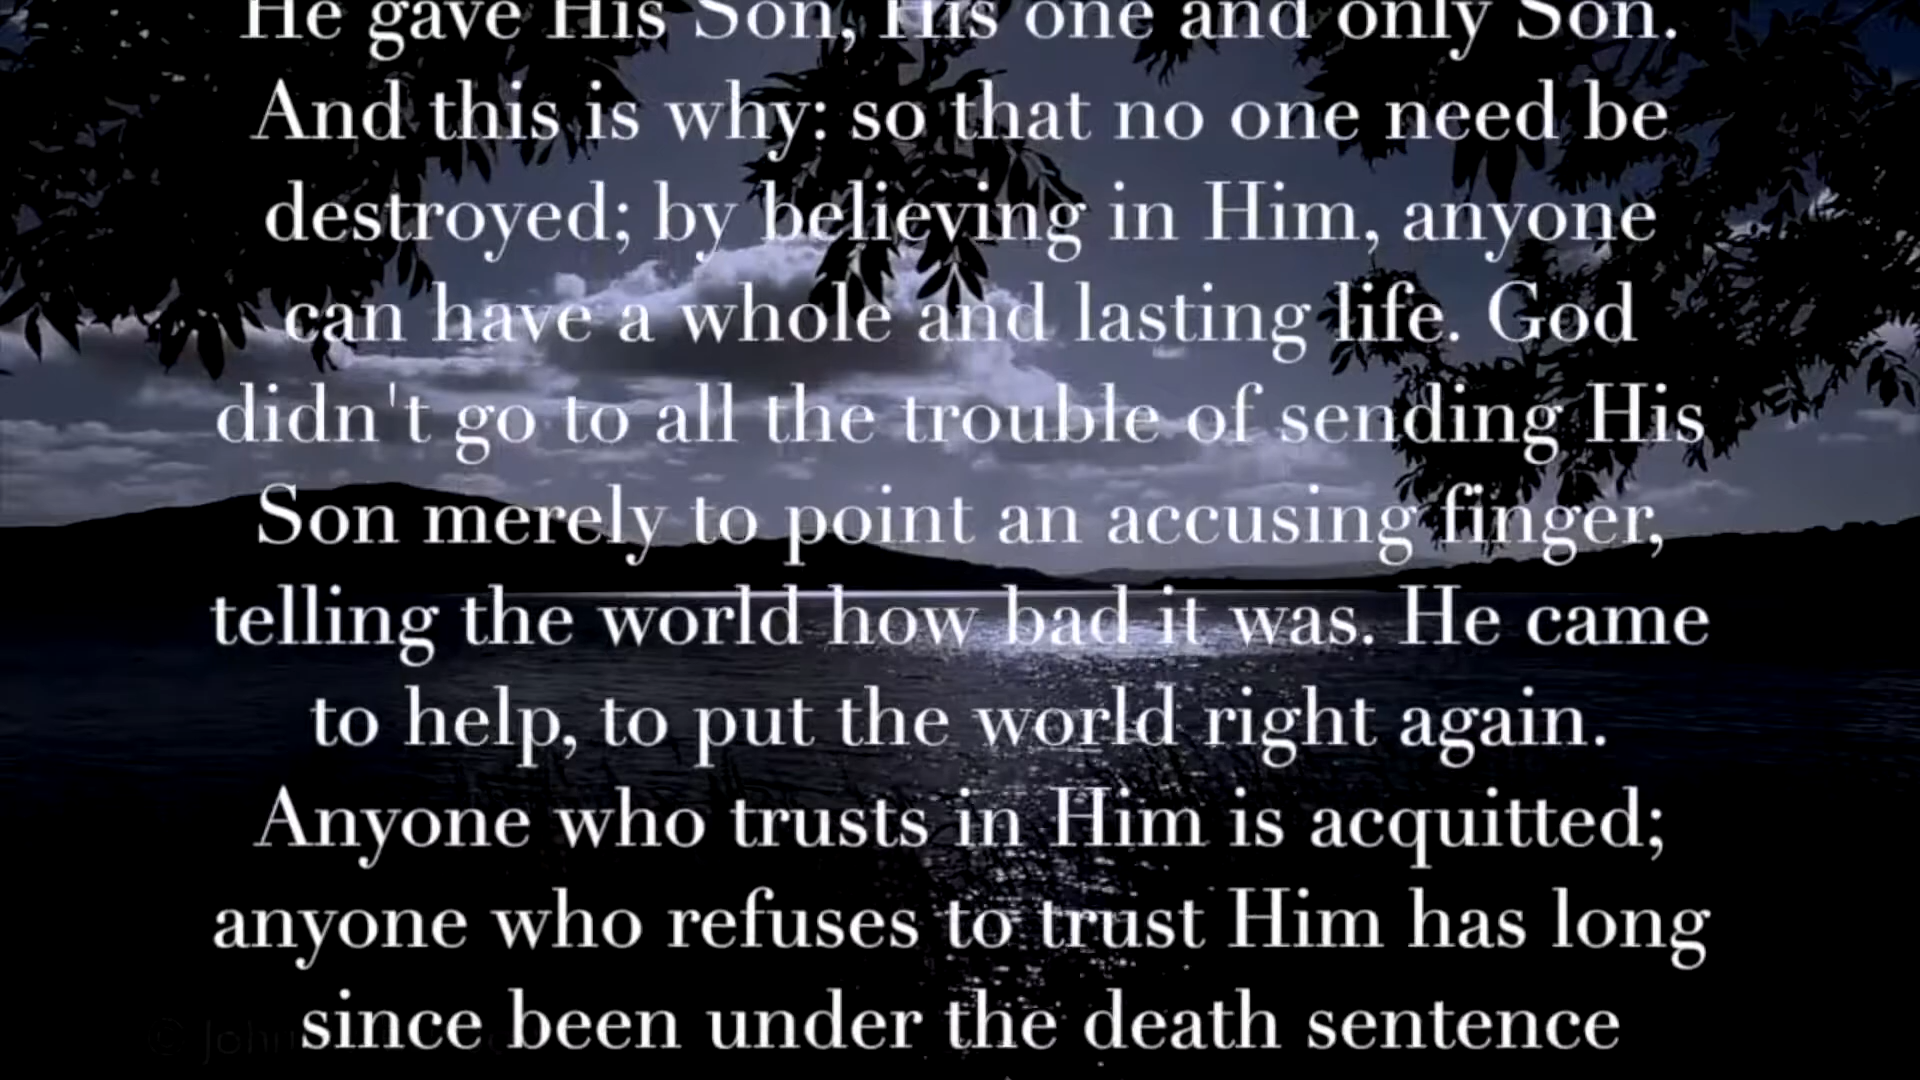 He gave His Son, His one and only Son.
And this is why: so that no one need be
destroyed; by believing in Him, anyone
can have a whole and lasting life. God
didn't go to all the trouble of sending His
Son merely to point an accusing finger,
telling the world how bad it was. He came
to help, to put the world right again.
Anyone who trusts in Him is acquitted;
anyone who refuses to trust Him has long
since been under the death sentence
© John